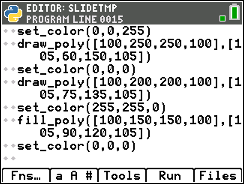 EDITOR: SLIDETMP
PROGRAM LINE 0015
set_color(0,0,255)
draw_poly([100,250,250,100],[1
05,60,150,105])
set_color(0,0,0)
draw_poly([100,200,200,100],[1
05,75,135,105])
set_color(255,255,0)
fill_poly([100,150,150,100],[1
05,90,120,105])
set_color(0,0,0)
Fns… a A # Tools Run Files